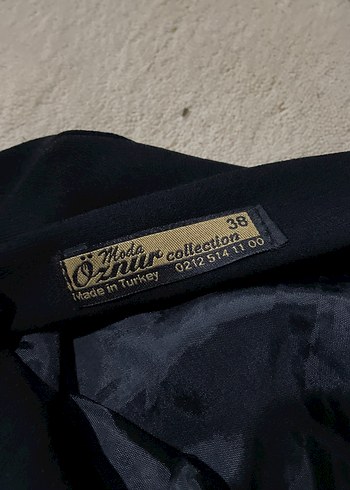 38
Moda
Öznur collection
Made in Turkey 0212 514 11 00